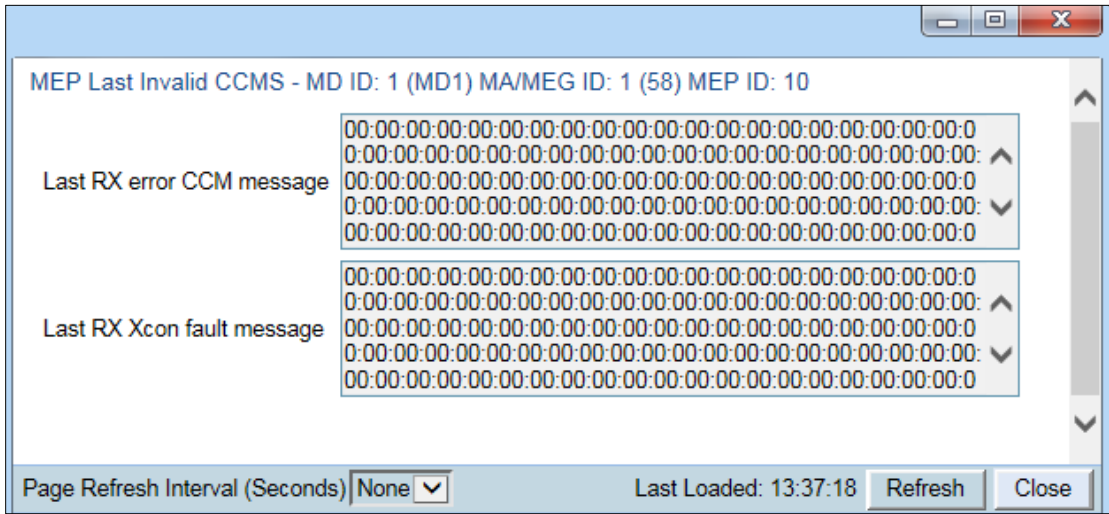 MEP Last Invalid CCMS - MD ID: 1 (MD1) MA/MEG ID: 1 (58) MEP ID: 10
Last RX error CCM message
00:00:00:00:00:00:00:00:00:00:00:00:00:00:00:00:00:00:00:00:0
0:00:00:00:00:00:00:00:00:00:00:00:00:00:00:00:00:00:00:00:00:
00:00:00:00:00:00:00:00:00:00:00:00:00:00:00:00:00:00:00:00:0
0:00:00:00:00:00:00:00:00:00:00:00:00:00:00:00:00:00:00:00:00:
00:00:00:00:00:00:00:00:00:00:00:00:00:00:00:00:00:00:00:00:0
Last RX Xcon fault message
00:00:00:00:00:00:00:00:00:00:00:00:00:00:00:00:00:00:00:00:0
0:00:00:00:00:00:00:00:00:00:00:00:00:00:00:00:00:00:00:00:00:
00:00:00:00:00:00:00:00:00:00:00:00:00:00:00:00:00:00:00:00:0
0:00:00:00:00:00:00:00:00:00:00:00:00:00:00:00:00:00:00:00:00:
00:00:00:00:00:00:00:00:00:00:00:00:00:00:00:00:00:00:00:00:0
Page Refresh Interval (Seconds) None Last Loaded: 13:37:18 Refresh Close